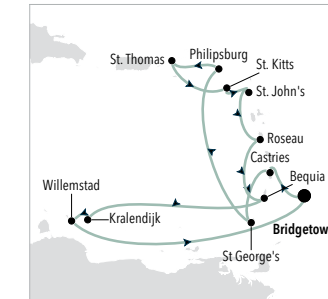 Philipsburg
St. Thomas
St. Kitts
St. John's
Roseau
Castries
Bequia
Willemstad
Kralendijk
Bridgetow
St George's